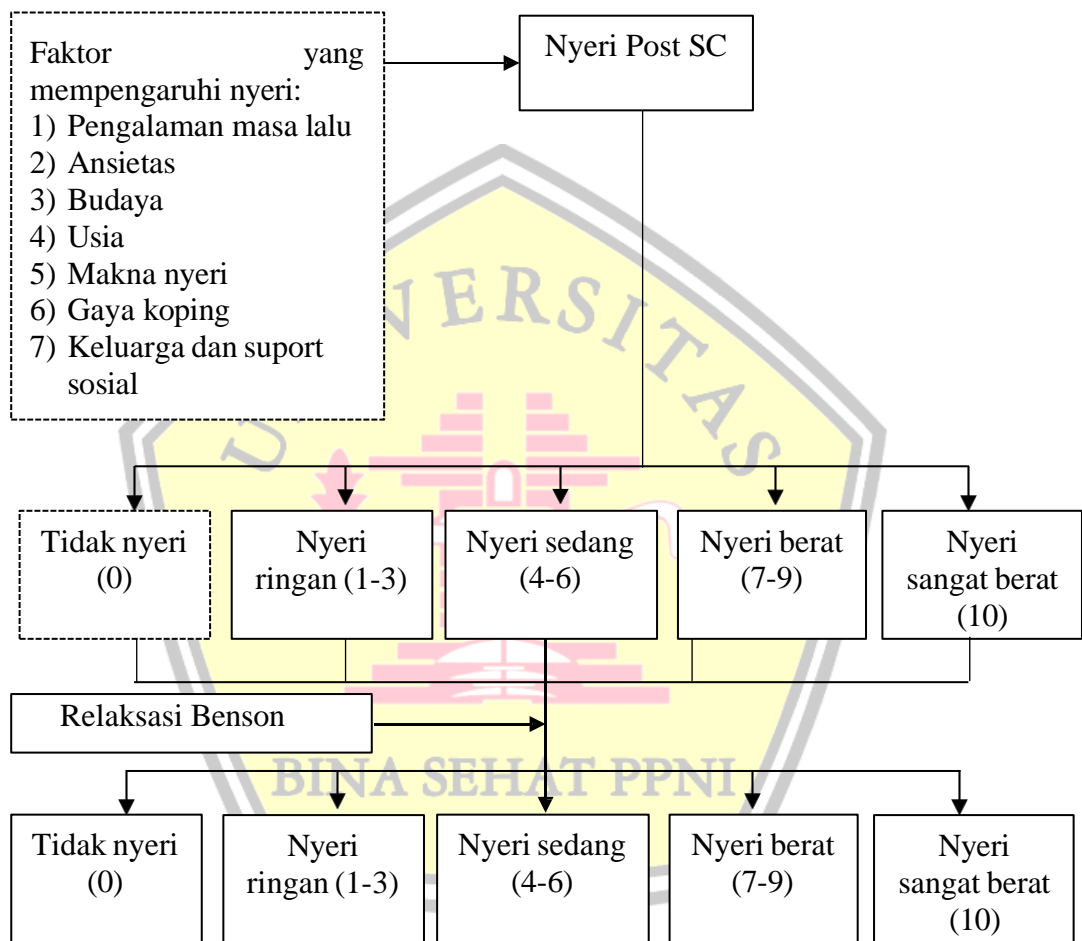 Faktor yang
mempengaruhi nyeri:
1) Pengalaman masa lalu
2) Ansietas
3) Budaya
4) Usia
5) Makna nyeri
6) Gaya koping
7) Keluarga dan suport
sosial
Nyeri Post SC
UNIVERSITAS
Tidak nyeri
(0)
Nyeri
ringan (1-3)
Nyeri sedang
(4-6)
Nyeri berat
(7-9)
Nyeri
sangat berat
(10)
Relaksasi Benson
BINA SEHAT PPNI
Tidak nyeri
(0)
Nyeri
ringan (1-3)
Nyeri sedang
(4-6)
Nyeri berat
(7-9)
Nyeri
sangat berat
(10)